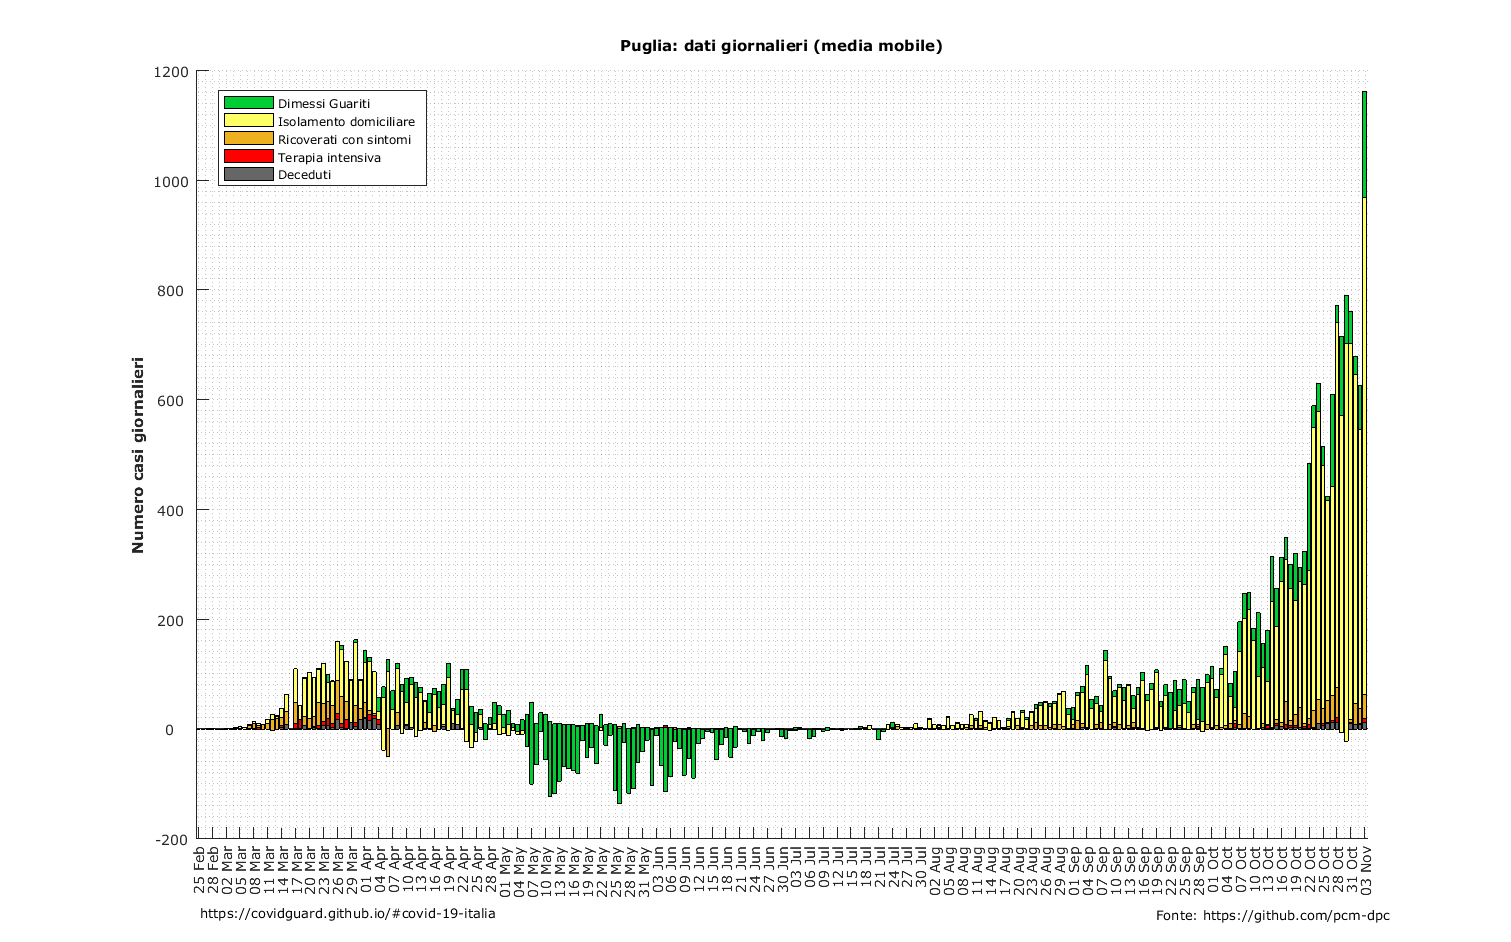 Puglia: dati giornalieri (media mobile)
Numero casi giornalieri
1200
1000
800
600
400
200
0
-200
Dimessi Guariti
Isolamento domiciliare
Ricoverati con sintomi
Terapia intensiva
Deceduti
25 Feb
28 Feb
02 Mar
05 Mar
08 Mar
11 Mar
14 Mar
17 Mar
20 Mar
23 Mar
26 Mar
29 Mar
01 Apr
04 Apr
07 Apr
10 Apr
13 Apr
16 Apr
19 Apr
22 Apr
25 Apr
28 Apr
01 May
04 May
07 May
10 May
13 May
16 May
19 May
22 May
25 May
28 May
31 May
03 Jun
06 Jun
09 Jun
12 Jun
15 Jun
18 Jun
21 Jun
24 Jun
27 Jun
30 Jun
03 Jul
06 Jul
09 Jul
12 Jul
15 Jul
18 Jul
21 Jul
24 Jul
27 Jul
30 Jul
02 Aug
05 Aug
08 Aug
11 Aug
14 Aug
17 Aug
20 Aug
23 Aug
26 Aug
29 Aug
01 Sep
04 Sep
07 Sep
10 Sep
13 Sep
16 Sep
19 Sep
22 Sep
25 Sep
28 Sep
01 Oct
04 Oct
07 Oct
10 Oct
13 Oct
16 Oct
19 Oct
22 Oct
25 Oct
28 Oct
31 Oct
03 Nov
https://covidguard.github.io/#covid-19-italia
Fonte: https://github.com/pcm-dpc